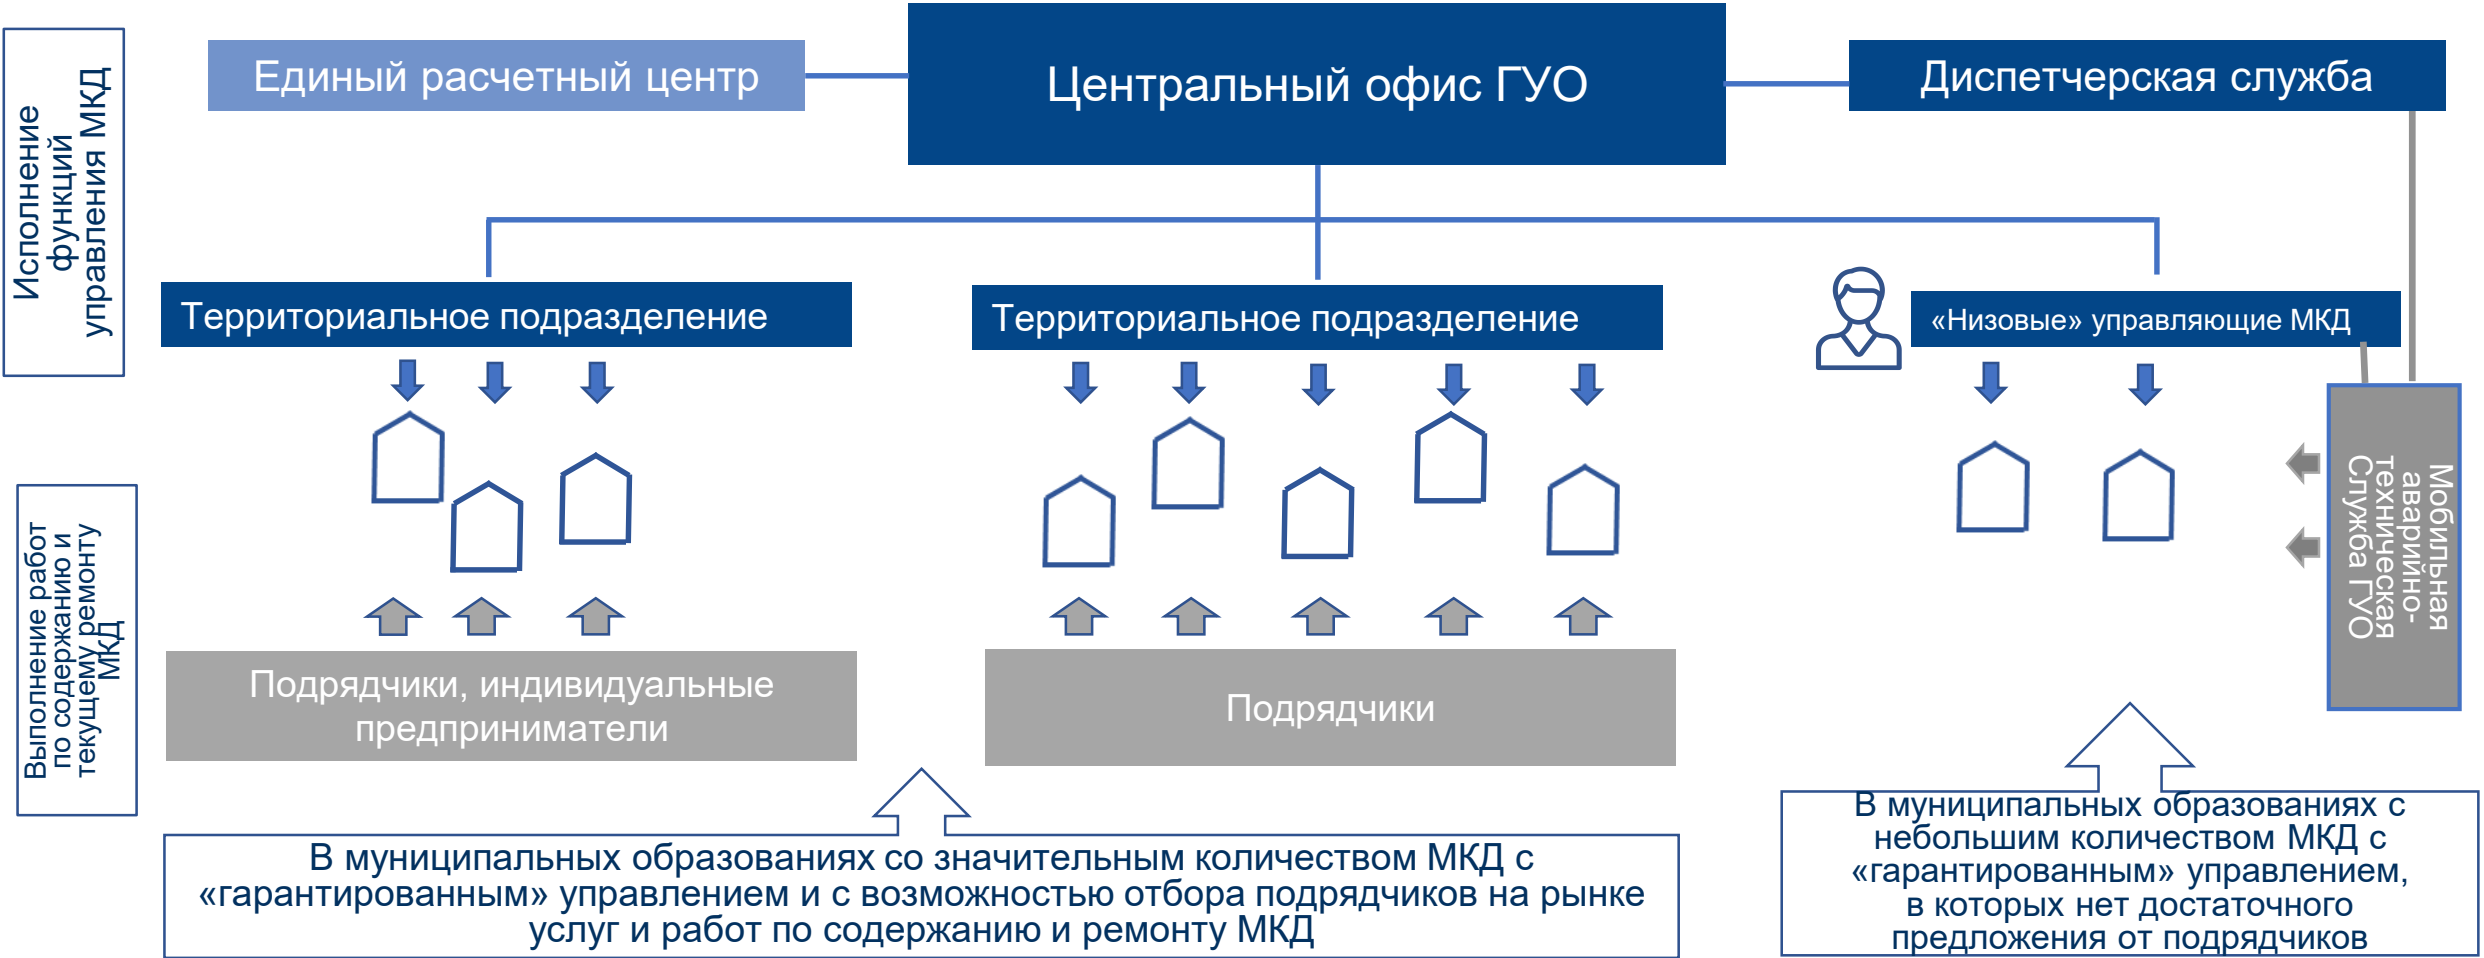 Единый расчетный центр
Центральный офис ГУО
Диспетчерская служба
Исполнение
функций
управления МКД
Территориальное подразделение
Территориальное подразделение
«Низовые» управляющие МКД
Выполнение работ
по содержанию и
текущему ремонту
МКД
Мобильная
аварийно-
техническая
Служба ГУО
Подрядчики, индивидуальные
предприниматели
Подрядчики
В муниципальных образованиях со значительным количеством МКД с
«гарантированным» управлением и с возможностью отбора подрядчиков на рынке
услуг и работ по содержанию и ремонту МКД
В муниципальных образованиях с
небольшим количеством МКД с
«гарантированным» управлением,
в которых нет достаточного
предложения от подрядчиков